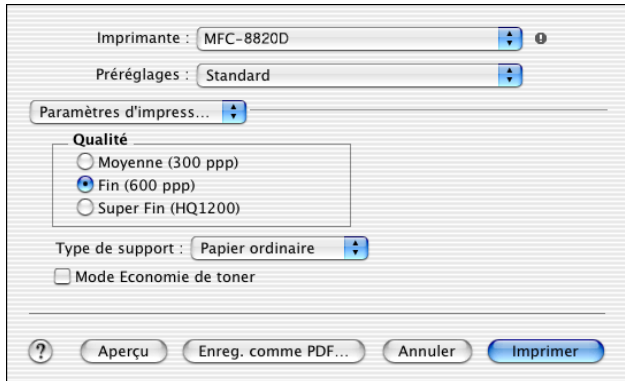 Imprimante : MFC-8820D
Préréglages : Standard
Paramètres d'impress...
Qualité
Moyenne (300 ppp)
Fin (600 ppp)
Super Fin (HQ1200)
Type de support : Papier ordinaire
Mode Economie de toner
? Aperçu Enreg. comme PDF... Annuler Imprimer